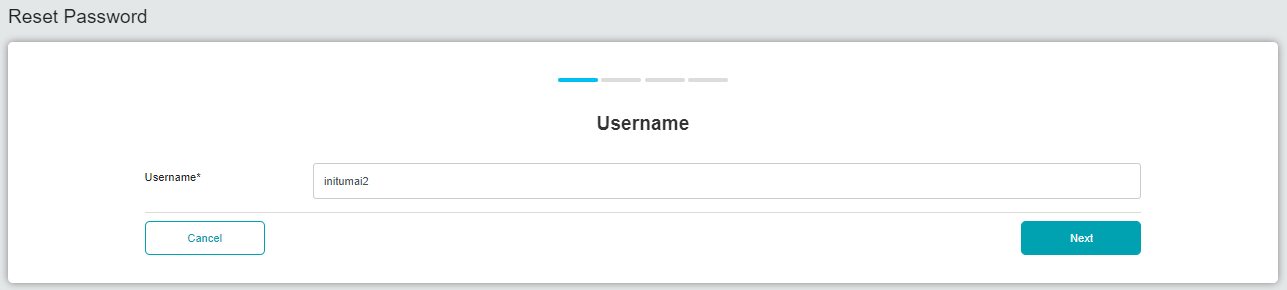 Reset Password
Username
Username*
initumai2
Cancel
Next